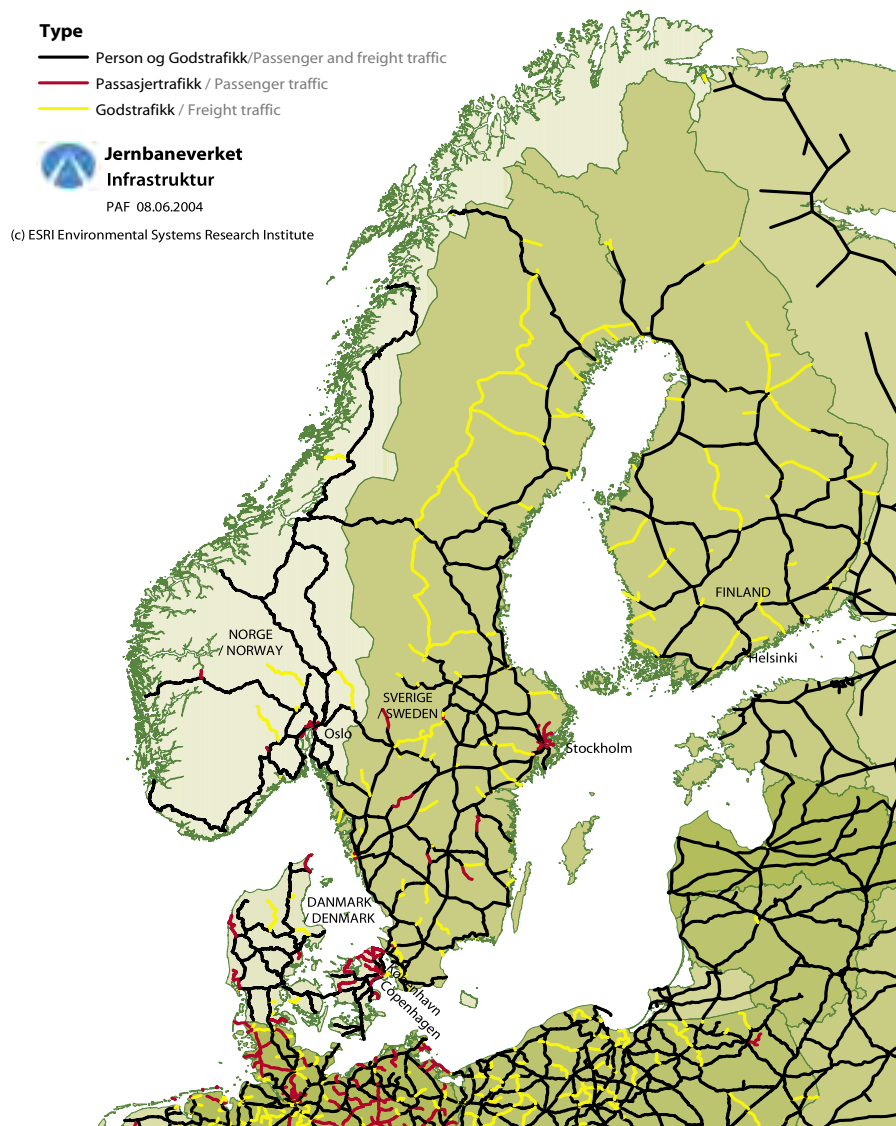 Type
Person og Godstrafikk/Passenger and freight traffic
Passasjertrafikk / Passenger traffic
Godstrafikk / Freight traffic
Jernbaneverket
Infrastruktur
PAF 08.06.2004
(c) ESRI Environmental Systems Research Institute
FINLAND
NORGE
/ NORWAY
Helsinki
SVERIGE
/ SWEDEN
Oslo
Stockholm
DANMARK
/ DENMARK
København
Copenhagen